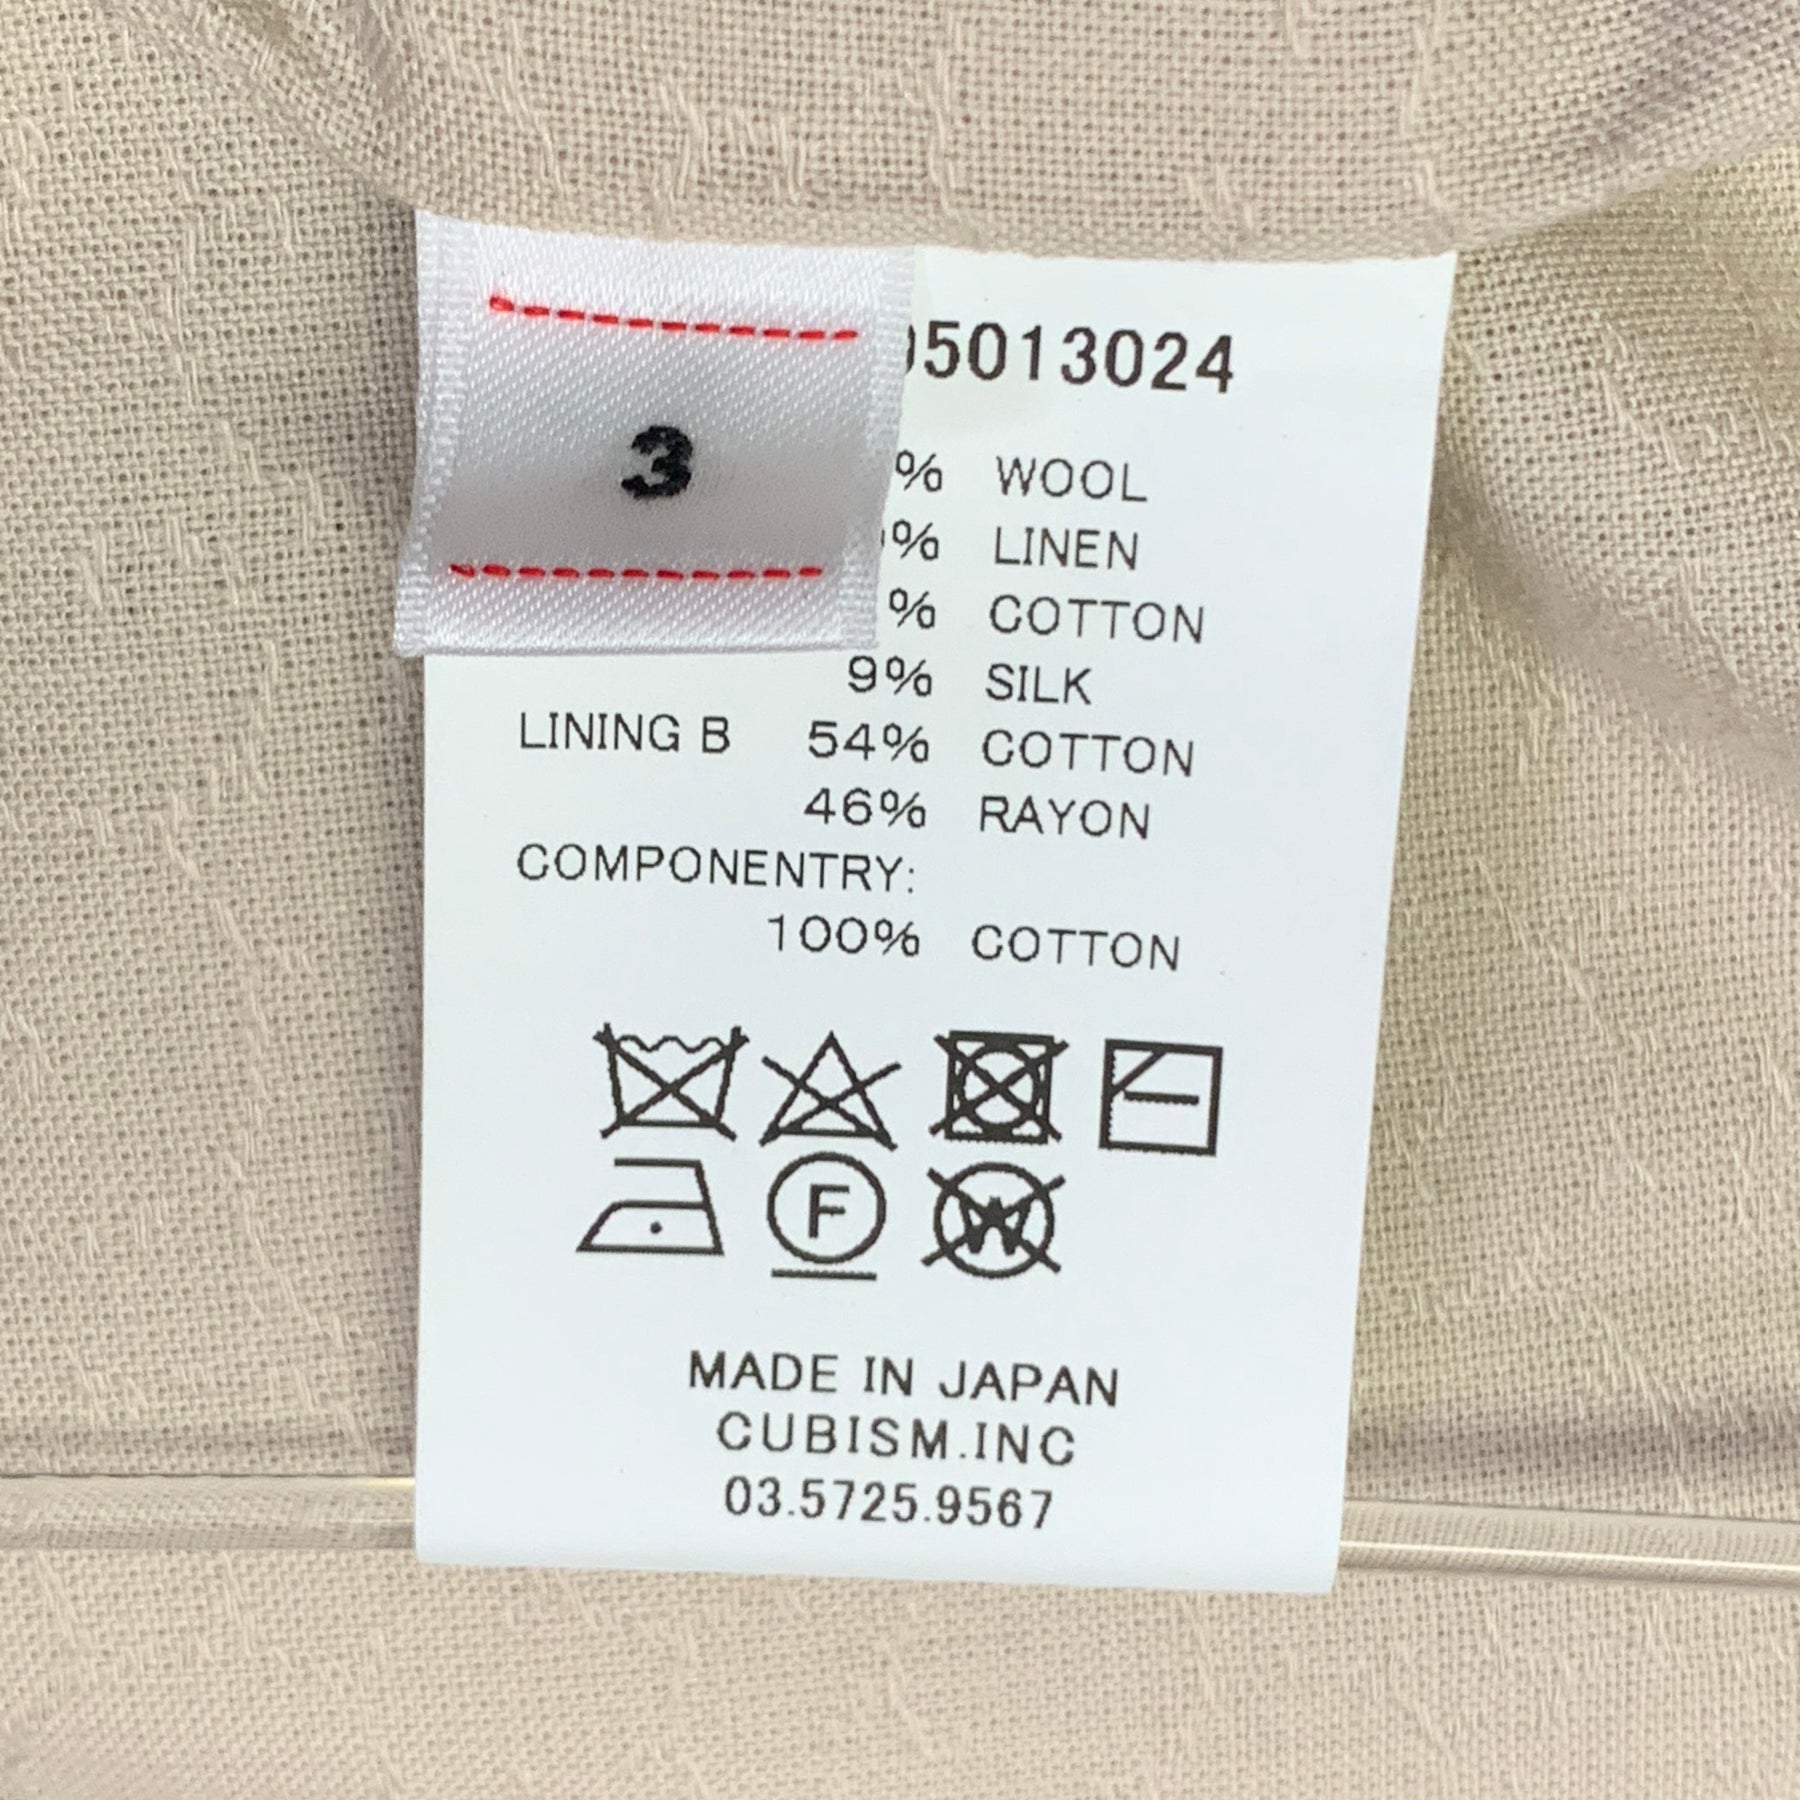 3
5013024
% WOOL
% LINEN
% COTTON
9% SILK
LINING B 54% COTTON
46% RAYON
COMPONENTRY:
100% COTTON
F
W
MADE IN JAPAN
CUBISM.INC
03.5725.9567